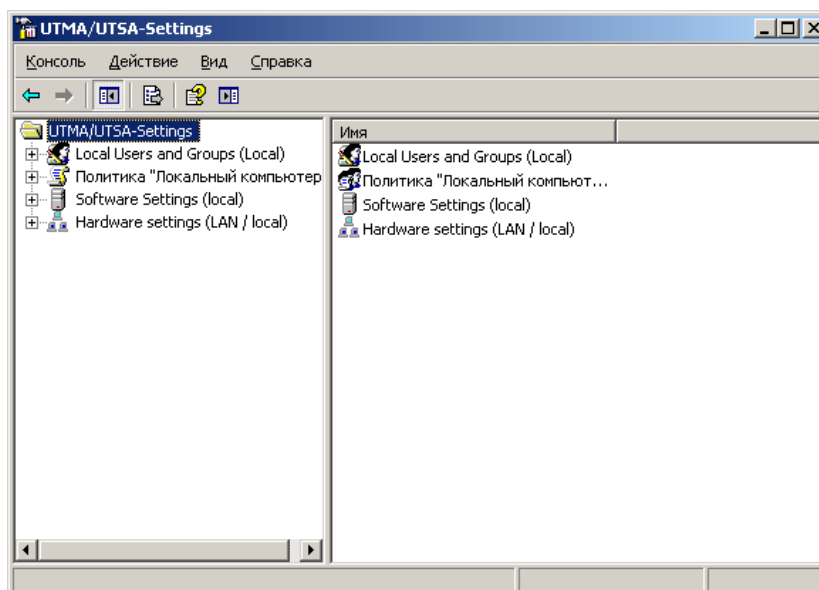 UTMA/UTSA-Settings
Консоль Действие Вид Справка
UTMA/UTSA-Settings
Local Users and Groups (Local)
Политика "Локальный компьютер
Software Settings (local)
Hardware settings (LAN / local)
Имя
Local Users and Groups (Local)
Политика "Локальный компьют...
Software Settings (local)
Hardware settings (LAN / local)